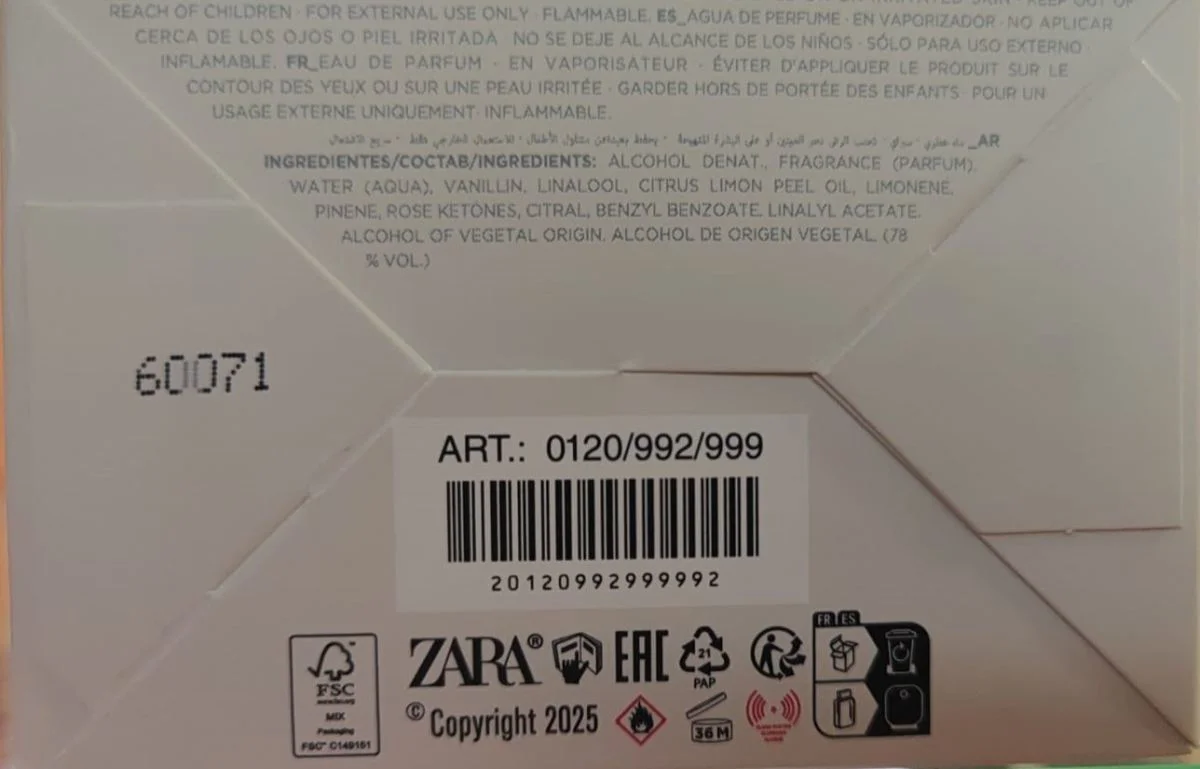 REACH OF CHILDREN · FOR EXTERNAL USE ONLY · FLAMMABLE. ES_AGUA DE PERFUME · EN VAPORIZADOR · NO APLICAR
CERCA DE LOS OJOS O PIEL IRRITADA · NO SE DEJE AL ALCANCE DE LOS NIÑOS · SÓLO PARA USO EXTERNO ·
INFLAMABLE. FR_EAU DE PARFUM · EN VAPORISATEUR · ÉVITER D'APPLIQUER LE PRODUIT SUR LE
CONTOUR DES YEUX OU SUR UNE PEAU IRRITÉE · GARDER HORS DE PORTÉE DES ENFANTS · POUR UN
USAGE EXTERNE UNIQUEMENT · INFLAMMABLE.
AR_
INGREDIENTES/СОСТАВ/INGREDIENTS: ALCOHOL DENAT., FRAGRANCE (PARFUM),
WATER (AQUA), VANILLIN, LINALOOL, CITRUS LIMON PEEL OIL, LIMONENE,
PINENE, ROSE KETONES, CITRAL, BENZYL BENZOATE. LINALYL ACETATE.
ALCOHOL OF VEGETAL ORIGIN. ALCOHOL DE ORIGEN VEGETAL. (78
% VOL.)
60071
ART.: 0120/992/999
20120992999992
FR ES
ZARA®
EAC
21
PAP
FSC
MIX
Packaging
FSC™ C149161
© Copyright 2025
36 M